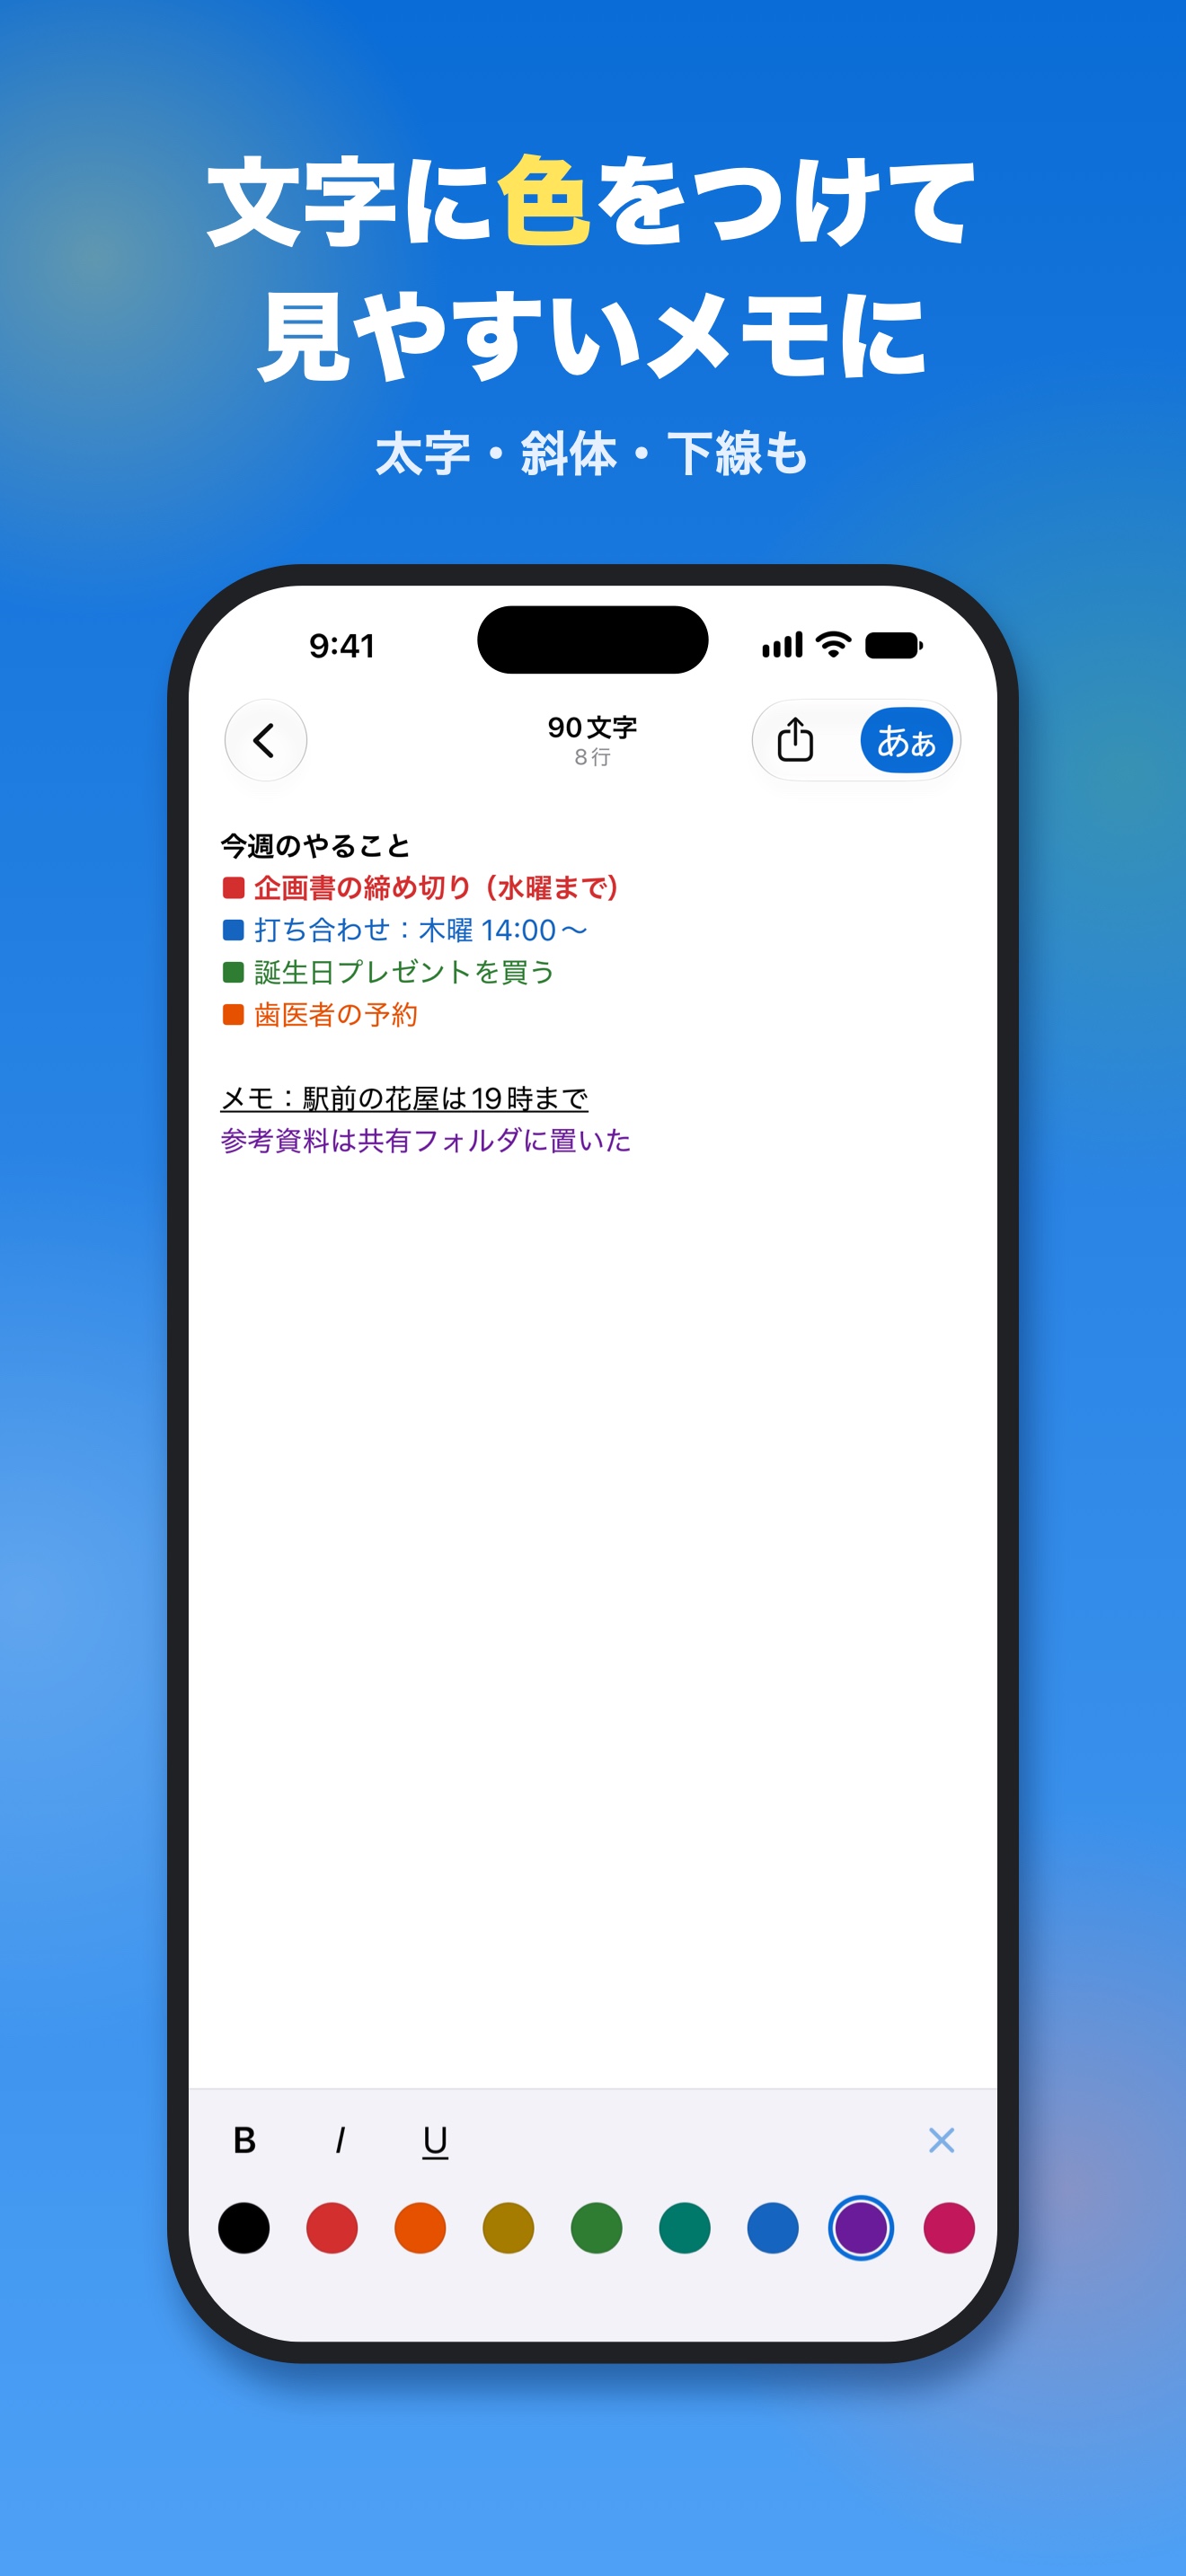 文字に色をつけて
見やすいメモに
太字・斜体・下線も
9:41
90文字
8行
あぁ
今週のやること
■ 企画書の締め切り（水曜まで）
■ 打ち合わせ：木曜 14:00〜
■ 誕生日プレゼントを買う
■ 歯医者の予約
メモ：駅前の花屋は19時まで
参考資料は共有フォルダに置いた
B I U